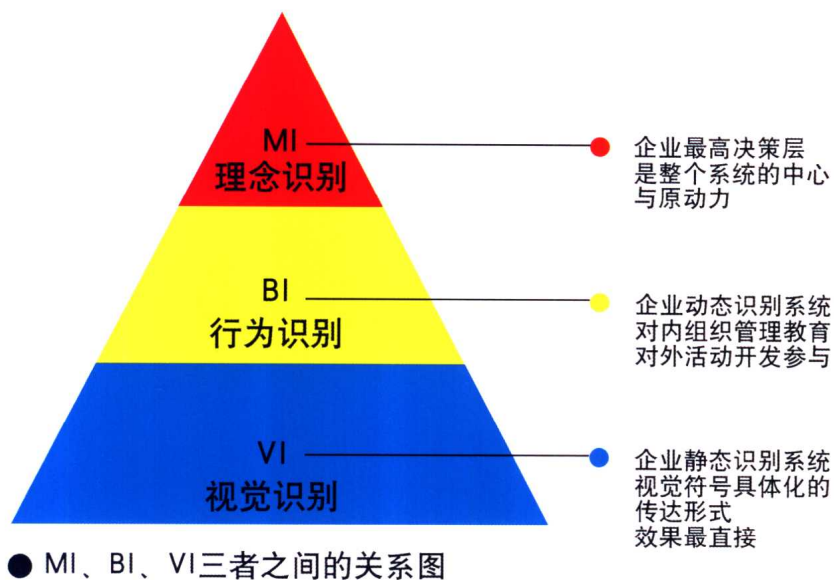 MI
理念识别
企业最高决策层
是整个系统的中心
与原动力
BI
行为识别
企业动态识别系统
对内组织管理教育
对外活动开发参与
VI
视觉识别
企业静态识别系统
视觉符号具体化的
传达形式
效果最直接
● MI、BI、VI三者之间的关系图